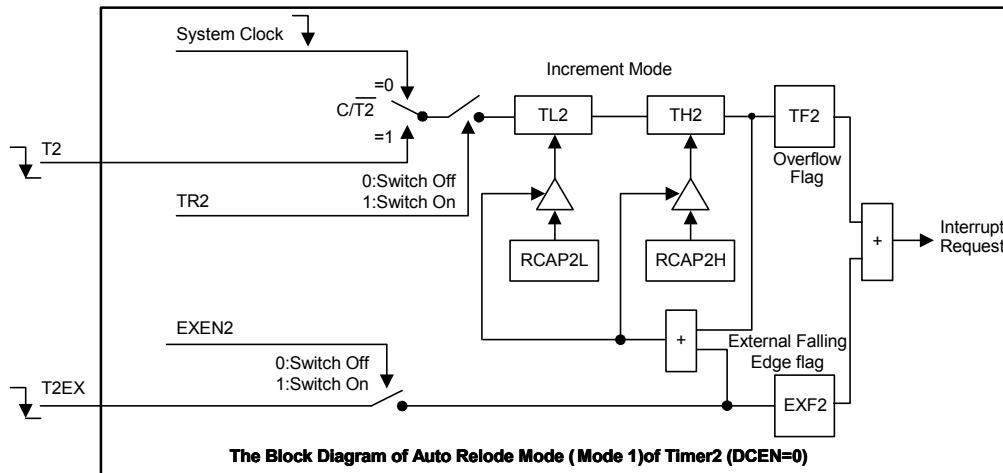 System Clock
Increment Mode
=0
C/T2
=1
TL2
TH2
TF2
T2
Overflow
Flag
0:Switch Off
1:Switch On
TR2
RCAP2L
RCAP2H
+
Interrupt
Request
EXEN2
0:Switch Off
1:Switch On
+
External Falling
Edge flag
T2EX
EXF2
The Block Diagram of Auto Relode Mode ( Mode 1)of Timer2 (DCEN=0)